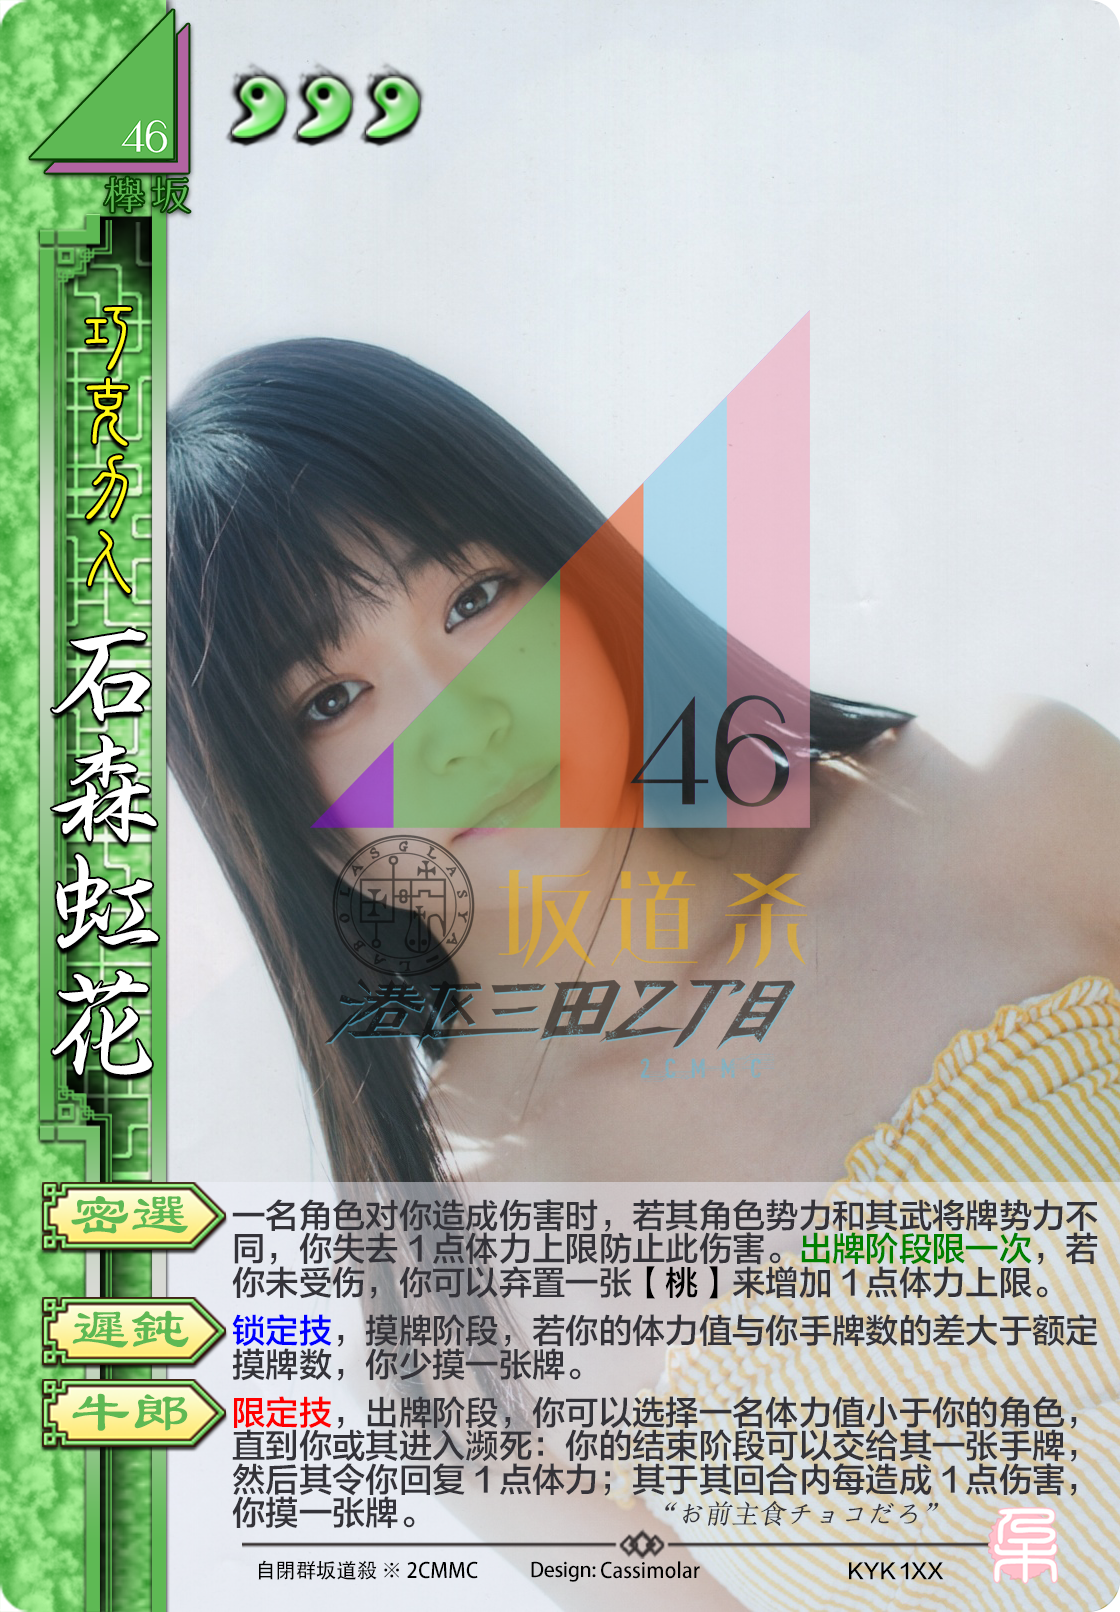 46
欅坂
巧克力人
石森虹花
46
LABOLASGLASYA
坂道杀
港区三田2丁目
2CMMC
密選
一名角色对你造成伤害时，若其角色势力和其武将牌势力不
同，你失去1点体力上限防止此伤害。出牌阶段限一次，若
你未受伤，你可以弃置一张【桃】来增加1点体力上限。
遲鈍
锁定技，摸牌阶段，若你的体力值与你手牌数的差大于额定
摸牌数，你少摸一张牌。
牛郎
限定技，出牌阶段，你可以选择一名体力值小于你的角色，
直到你或其进入濒死：你的结束阶段可以交给其一张手牌，
然后其令你回复1点体力；其于其回合内每造成1点伤害，
你摸一张牌。
“お前主食チョコだろ”
自閉群坂道殺 ※ 2CMMC
Design: Cassimolar
KYK 1XX